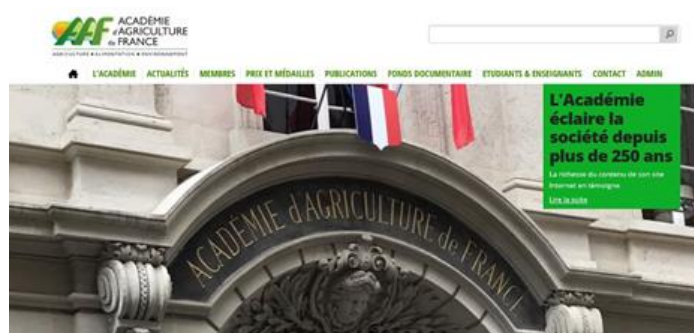 ACADÉMIE
d'AGRICULTURE
de FRANCE
AGRICULTURE ● ALIMENTATION ● ENVIRONNEMENT
L'ACADÉMIE ACTUALITÉS MEMBRES PRIX ET MÉDAILLES PUBLICATIONS FONDS DOCUMENTAIRE ETUDIANTS & ENSEIGNANTS CONTACT ADMIN
L'Académie
éclaire la
société depuis
plus de 250 ans
La richesse du contenu de son site
Internet en témoigne
Lire la suite
ACADÉMIE d'AGRICULTURE de FRANCE.